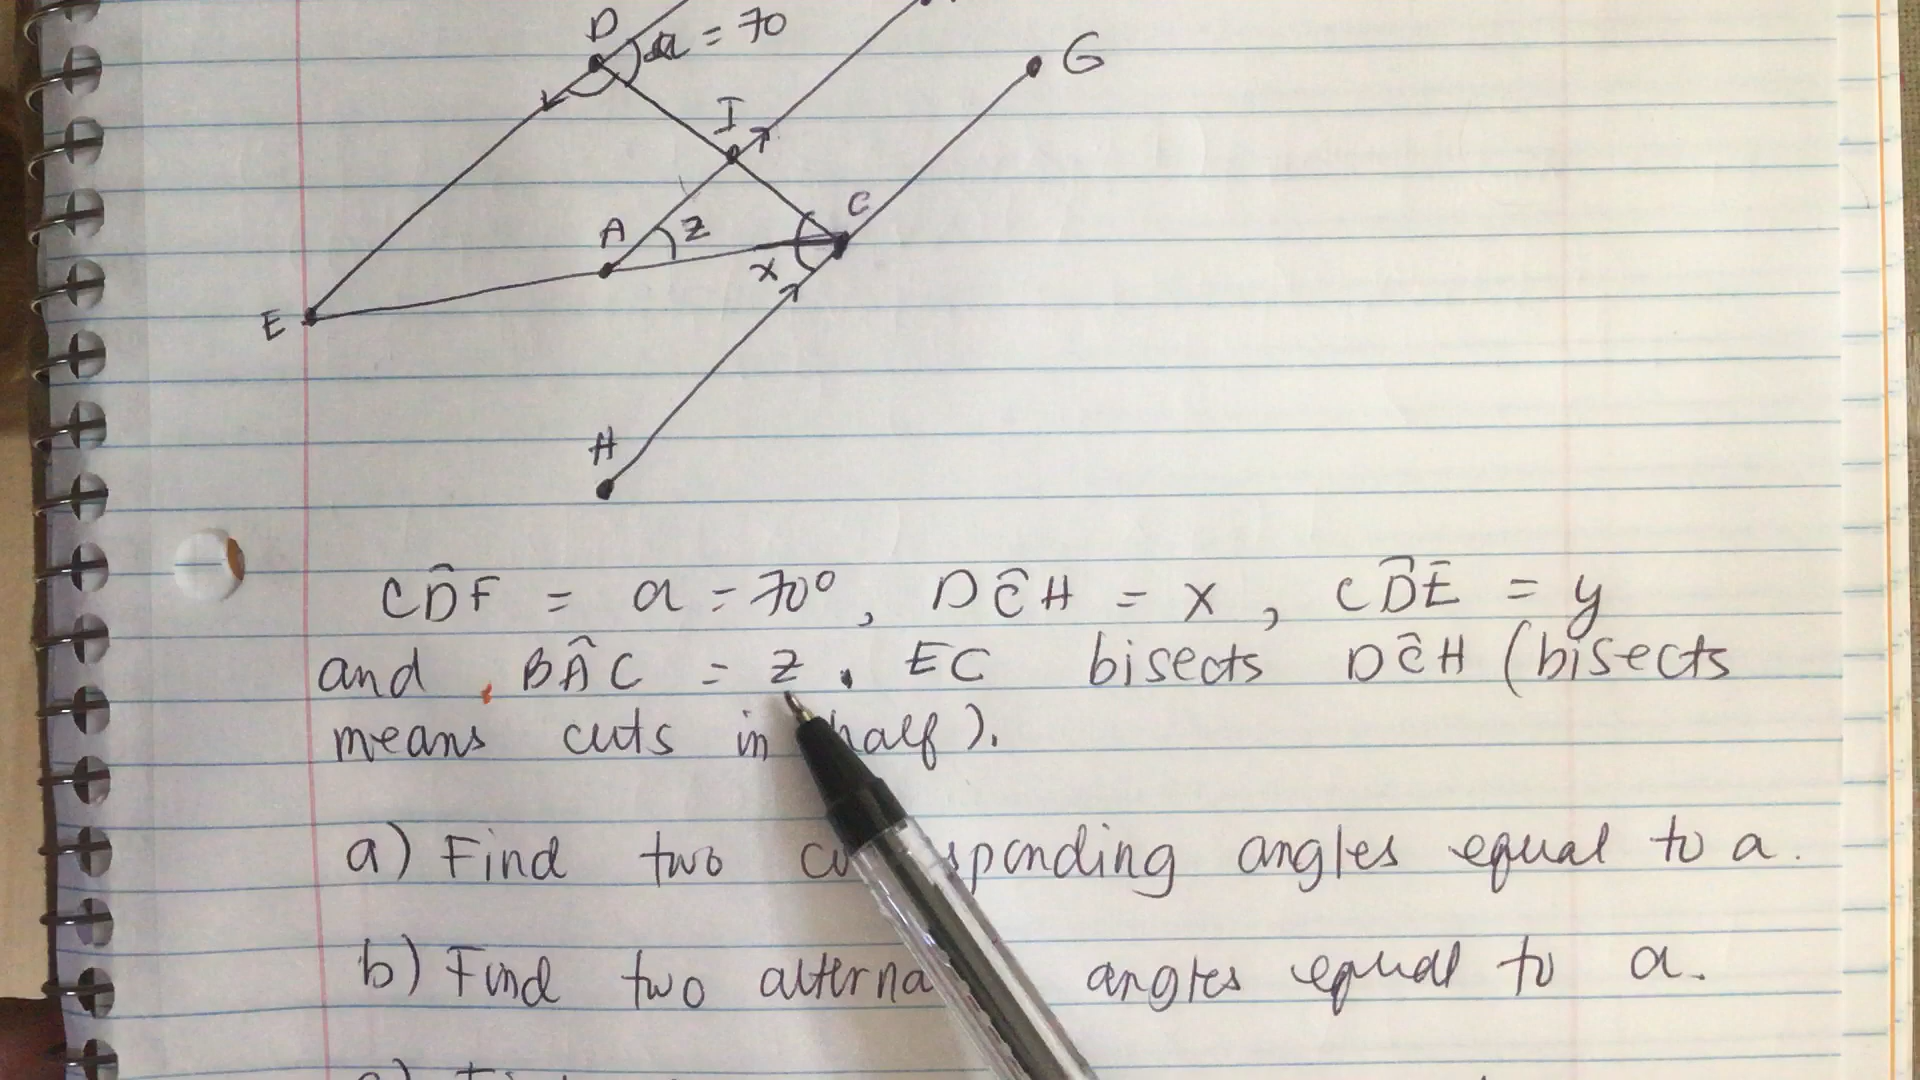 D
a = 70
G
I
C
A
z
x
E
H
CD̂F = a = 70°, DĈH = x, CD̂E = y
and BÂC = z. EC bisects DĈH (bisects
means cuts in half).
a) Find two angles equal to a.
b) Find two angles equal to a.